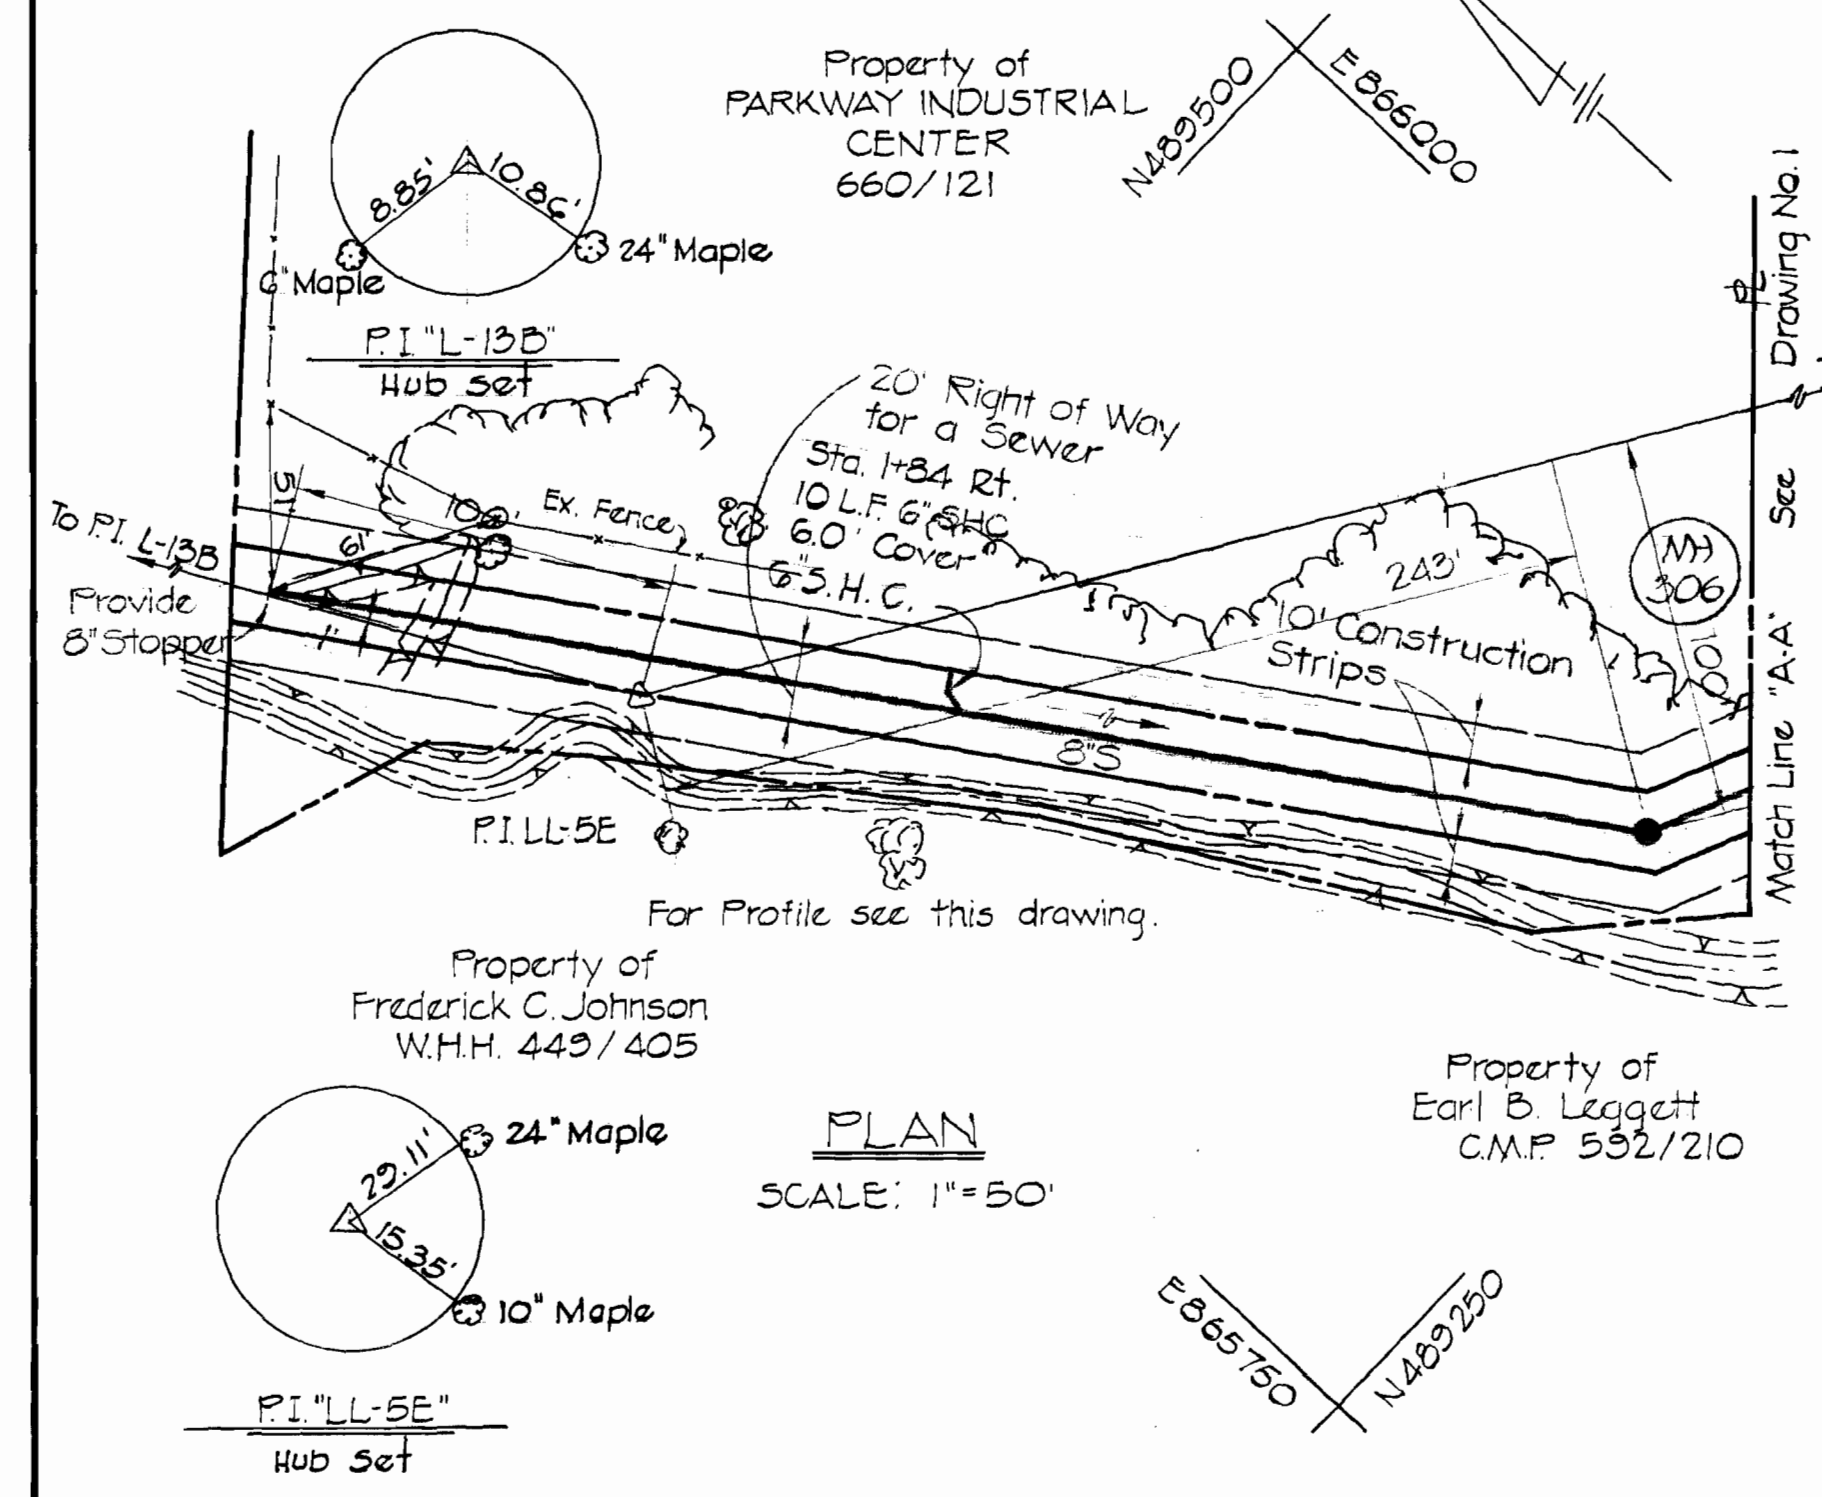 Property of
PARKWAY INDUSTRIAL
CENTER
660/121
N489500
E866000
8.85'
10.86'
6" Maple
24" Maple
P.I. "L-13B"
Hub Set
Match Line "A-A" See Drawing No. 1
20' Right of Way
for a Sewer
Sta. 1+84 Rt.
10 L.F. 6" SHC
6.0' Cover
6" S.H.C.
51'
Ex. Fence
To P.I. L-13B
61'
Provide
8" Stopper
1'
243'
MH
306
100'
10' Construction
Strips
8"S
P.I. LL-5E
For Profile see this drawing.
Property of
Frederick C. Johnson
W.H.H. 449/405
Property of
Earl B. Leggett
C.M.P. 592/210
29.11'
24" Maple
15.35'
10" Maple
P.I. "LL-5E"
Hub Set
PLAN
SCALE: 1"=50'
E865750
N489250